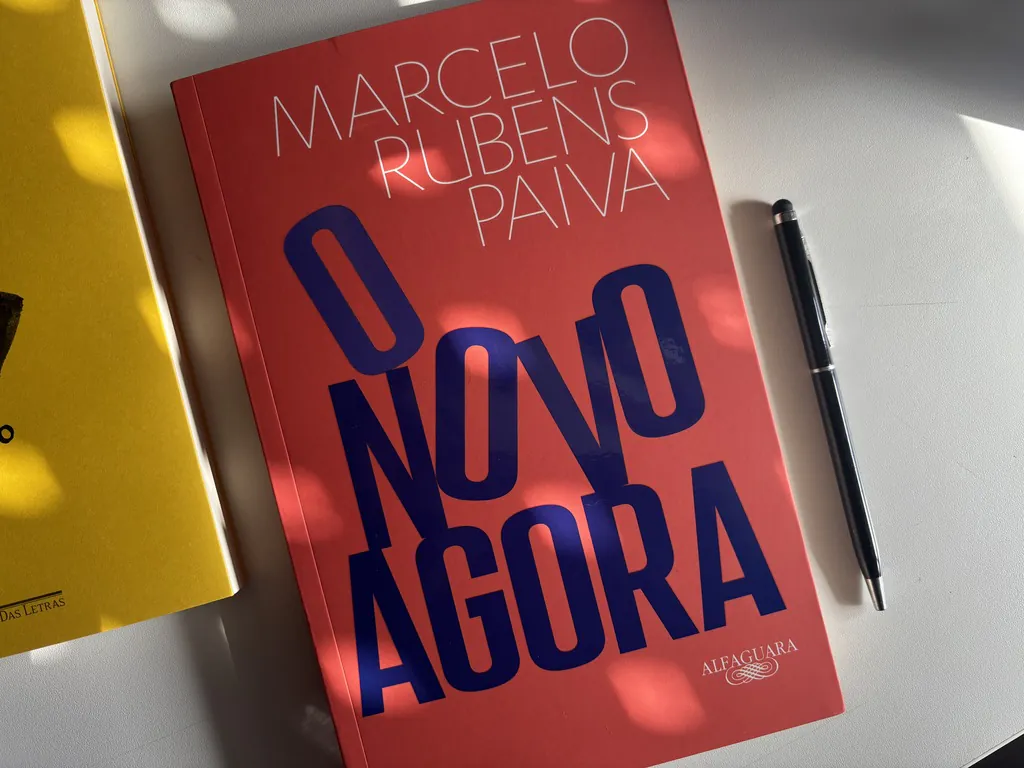 MARCELO
RUBENS
PAIVA
O
NOVO
AGORA
ALFAGUARA
DAS LETRAS